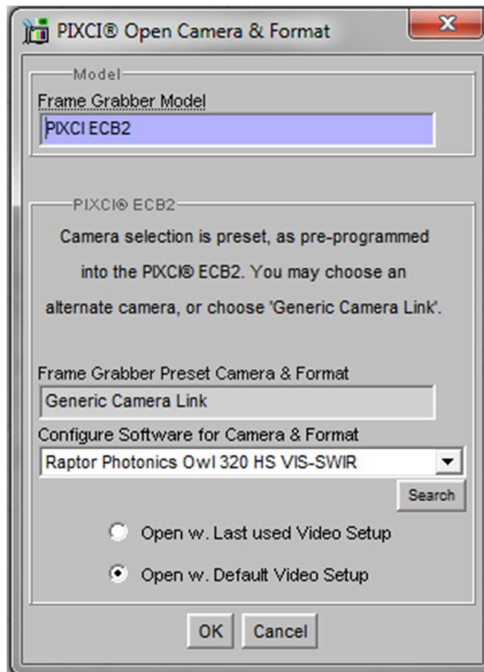 PIXCI® Open Camera & Format
Model
Frame Grabber Model
PIXCI ECB2
PIXCI® ECB2
Camera selection is preset, as pre-programmed
into the PIXCI® ECB2. You may choose an
alternate camera, or choose 'Generic Camera Link'.
Frame Grabber Preset Camera & Format
Generic Camera Link
Configure Software for Camera & Format
Raptor Photonics Owl 320 HS VIS-SWIR
Search
Open w. Last used Video Setup
Open w. Default Video Setup
OK Cancel